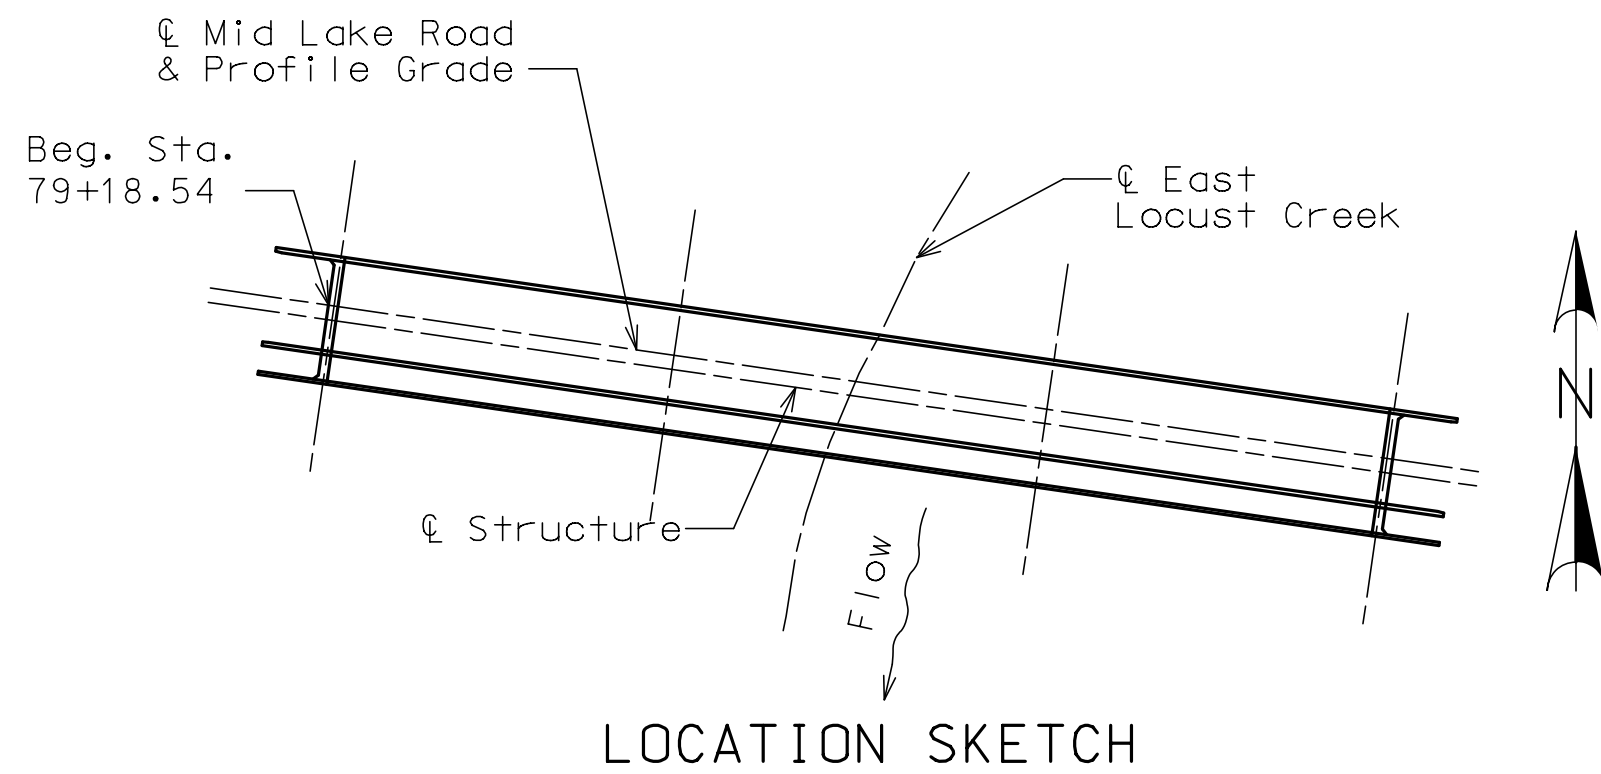 ℄ Mid Lake Road
& Profile Grade
Beg. Sta.
79+18.54
℄ East
Locust Creek
N
℄ Structure
Flow
LOCATION SKETCH